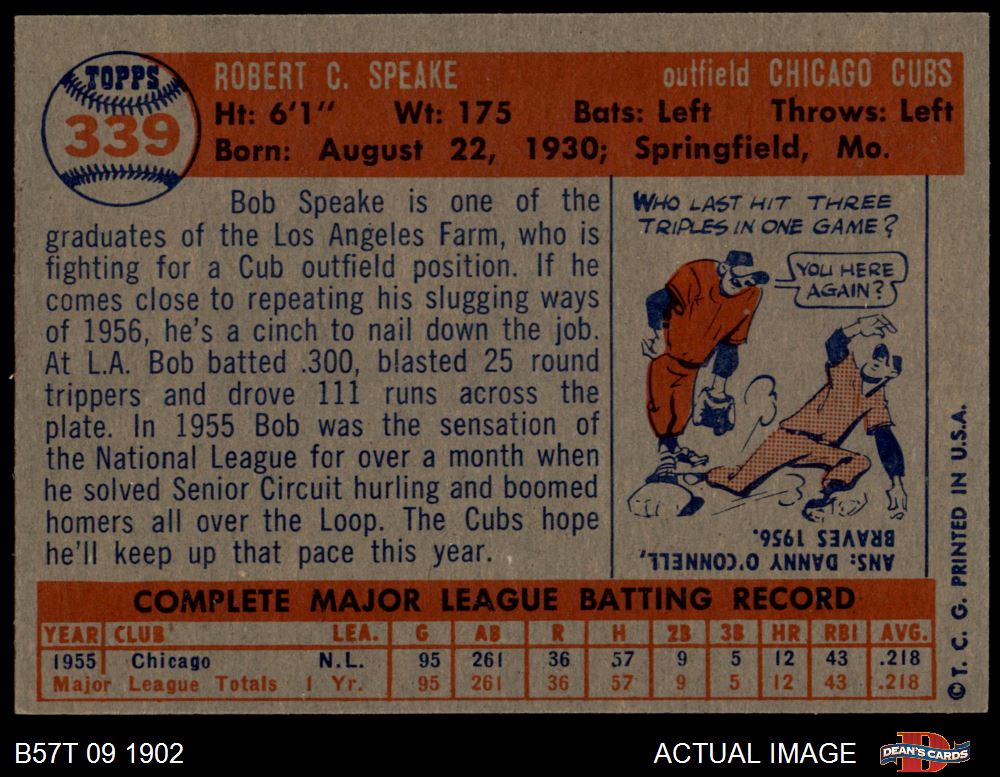 TOPPS
339
ROBERT C. SPEAKE outfield CHICAGO CUBS
Ht: 6'1" Wt: 175 Bats: Left Throws: Left
Born: August 22, 1930; Springfield, Mo.
Bob Speake is one of the
graduates of the Los Angeles Farm, who is
fighting for a Cub outfield position. If he
comes close to repeating his slugging ways
of 1956, he's a cinch to nail down the job.
At L.A. Bob batted .300, blasted 25 round
trippers and drove 111 runs across the
plate. In 1955 Bob was the sensation of
the National League for over a month when
he solved Senior Circuit hurling and boomed
homers all over the Loop. The Cubs hope
he'll keep up that pace this year.
WHO LAST HIT THREE
TRIPLES IN ONE GAME?
YOU HERE
AGAIN?
ANS: DANNY O'CONNELL,
BRAVES 1956.
COMPLETE MAJOR LEAGUE BATTING RECORD
YEAR CLUB LEA. G AB R H 2B 3B HR RBI AVG.
1955 Chicago N.L. 95 261 36 57 9 5 12 43 .218
Major League Totals 1 Yr. 95 261 36 57 9 5 12 43 .218
© T. C. G. PRINTED IN U.S.A.
B57T 09 1902 ACTUAL IMAGE DEAN'S CARDS